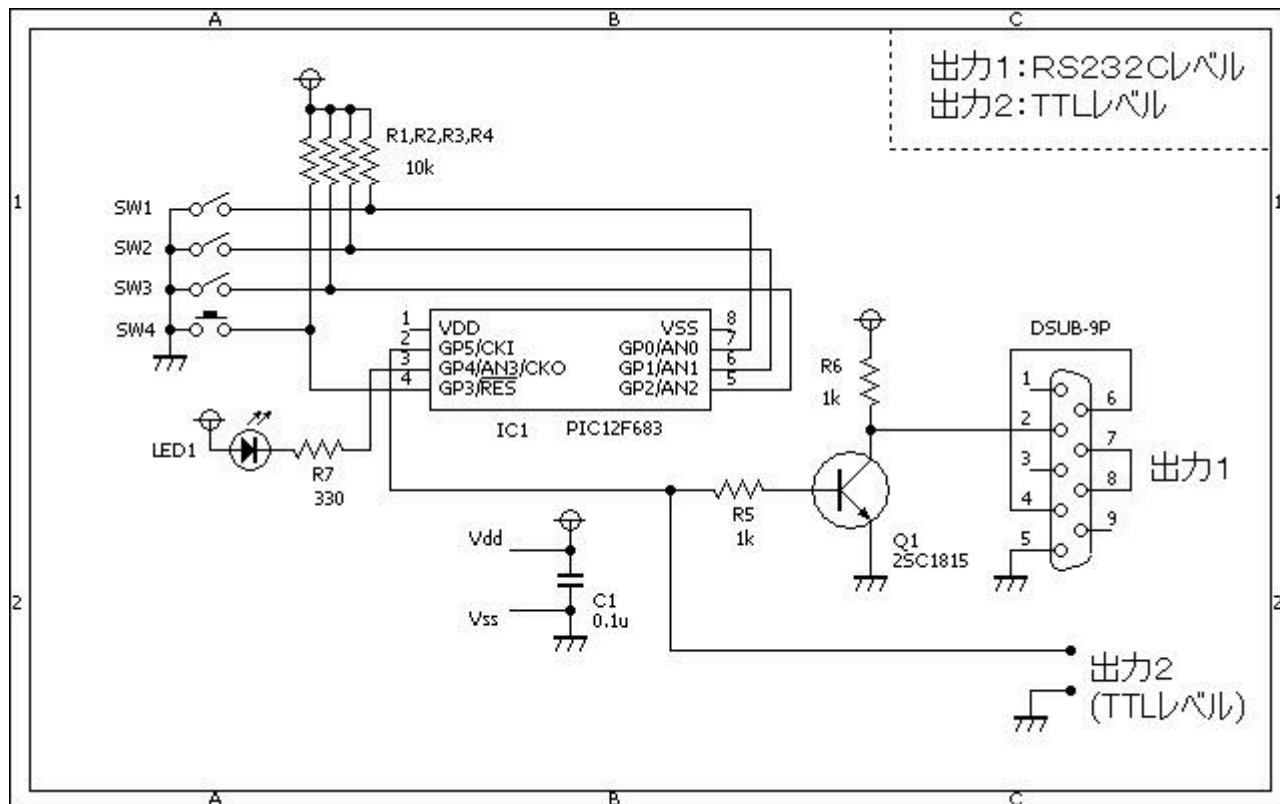 A
B
C
出力1:RS232Cレベル
出力2:TTLレベル
R1,R2,R3,R4
10k
1
1
SW1
SW2
SW3
SW4
1
VDD
VSS
8
2
GP5/CKI
GP0/AN0
7
3
GP4/AN3/CKO
GP1/AN1
6
4
GP3/RES
GP2/AN2
5
IC1
PIC12F683
LED1
R7
330
R6
1k
DSUB-9P
1
6
2
7
3
8
4
9
5
出力1
R5
1k
Q1
2SC1815
Vdd
Vss
C1
0.1u
2
2
出力2
(TTLレベル)
A
B
C